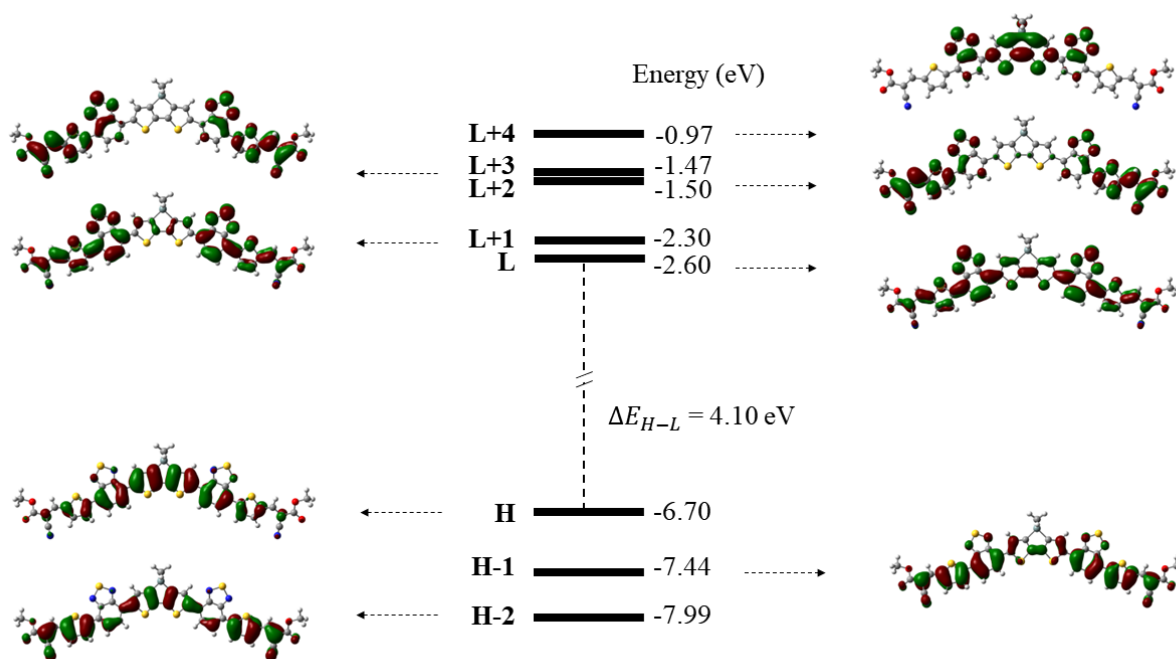 Energy (eV)
L+4 -0.97
L+3 -1.47
L+2 -1.50
L+1 -2.30
L -2.60
ΔE_{H−L} = 4.10 eV
H -6.70
H-1 -7.44
H-2 -7.99